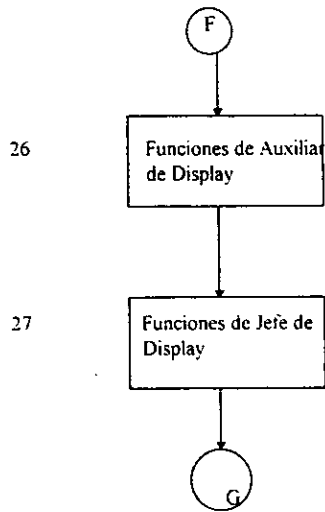 F
26
Funciones de Auxiliar
de Display
27
Funciones de Jefe de
Display
G